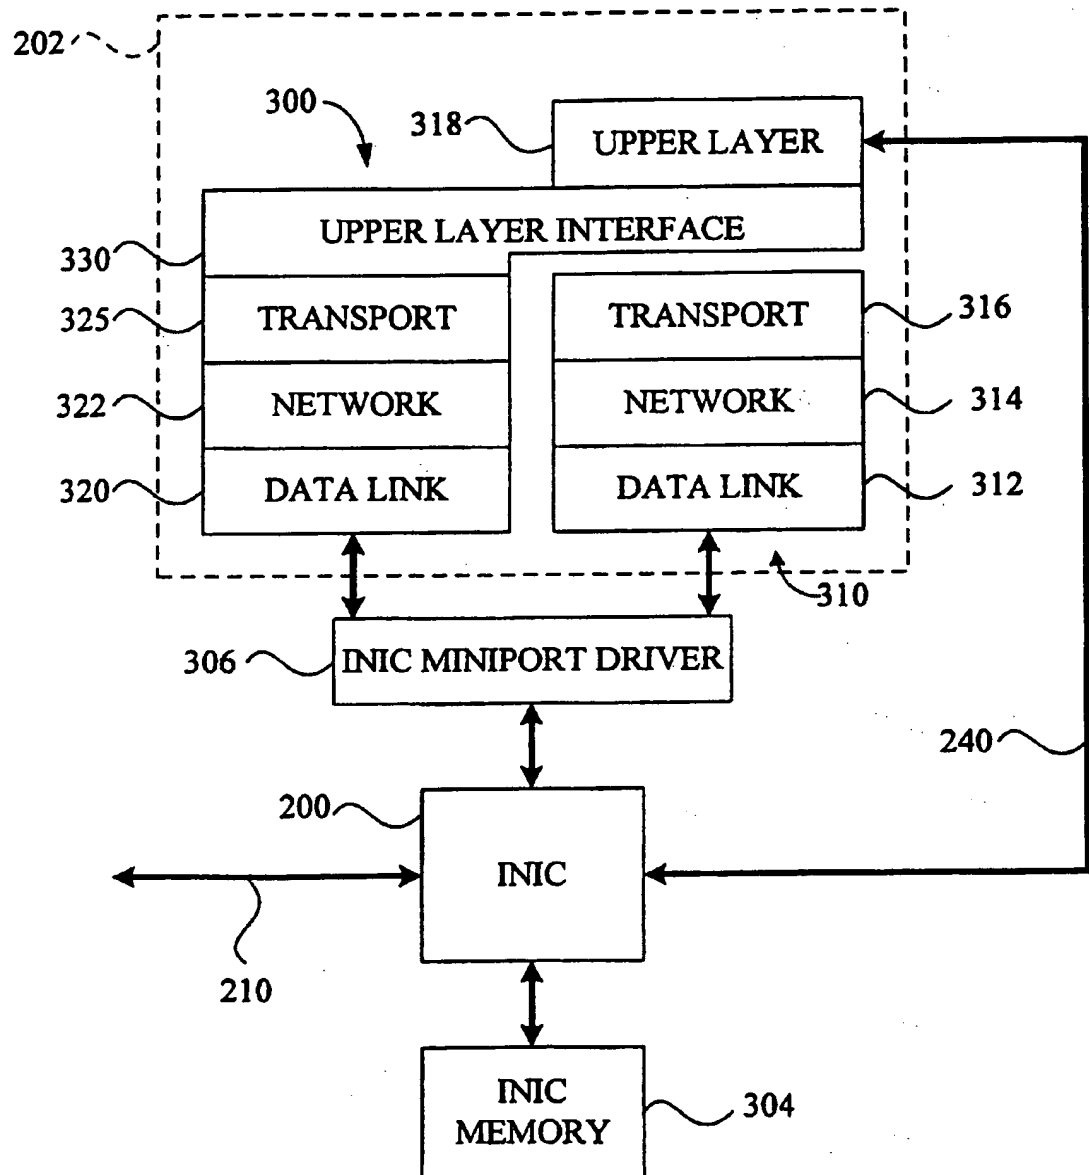 202
300
318
UPPER LAYER
UPPER LAYER INTERFACE
330
325
TRANSPORT
TRANSPORT
316
322
NETWORK
NETWORK
314
320
DATA LINK
DATA LINK
312
310
306
INIC MINIPORT DRIVER
240
200
INIC
210
INIC
MEMORY
304